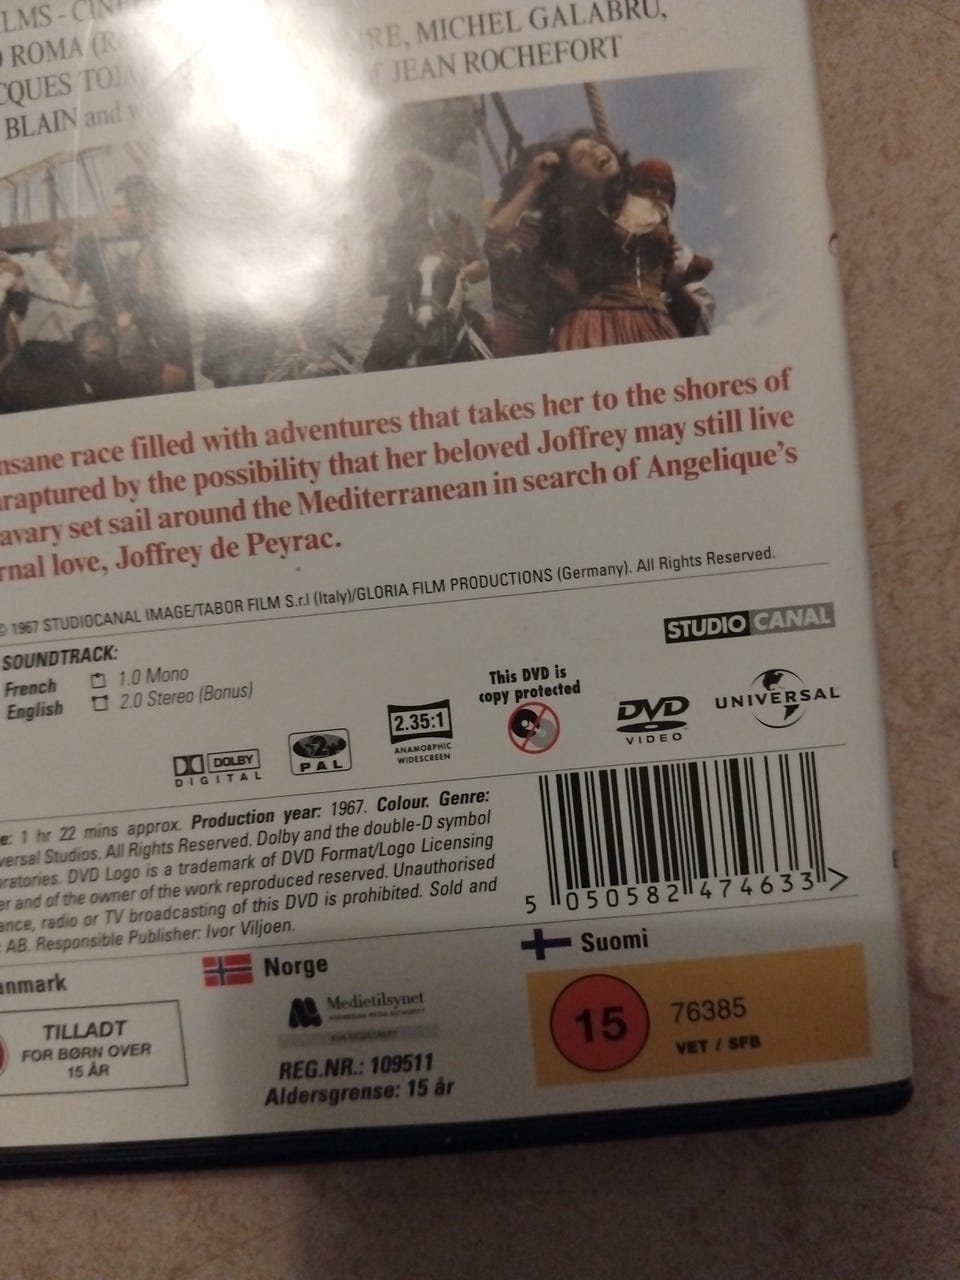 ILMS - CINE
ROMA RE, MICHEL GALABRU,
CQUES JEAN ROCHEFORT
BLAIN and
nsane race filled with adventures that takes her to the shores of
raptured by the possibility that her beloved Joffrey may still live
avary set sail around the Mediterranean in search of Angelique's
rnal love, Joffrey de Peyrac.
© 1967 STUDIOCANAL IMAGE/TABOR FILM S.r.l (Italy)/GLORIA FILM PRODUCTIONS (Germany). All Rights Reserved.
STUDIO CANAL
SOUNDTRACK:
French 1.0 Mono
English 2.0 Stereo (Bonus)
DOLBY
DIGITAL
2
PAL
2.35:1
ANAMORPHIC
WIDESCREEN
This DVD is
copy protected
DVD
VIDEO
UNIVERSAL
e: 1 hr 22 mins approx. Production year: 1967. Colour. Genre:
versal Studios. All Rights Reserved. Dolby and the double-D symbol
ratories. DVD Logo is a trademark of DVD Format/Logo Licensing
er and of the owner of the work reproduced reserved. Unauthorised
ance, radio or TV broadcasting of this DVD is prohibited. Sold and
AB. Responsible Publisher: Ivor Viljoen.
5 050582 474633 >
anmark
TILLADT
FOR BØRN OVER
15 ÅR
Norge
Medietilsynet
NORWEGIAN MEDIA AUTHORITY
REG.NR.: 109511
Aldersgrense: 15 år
Suomi
15
76385
VET / SFB